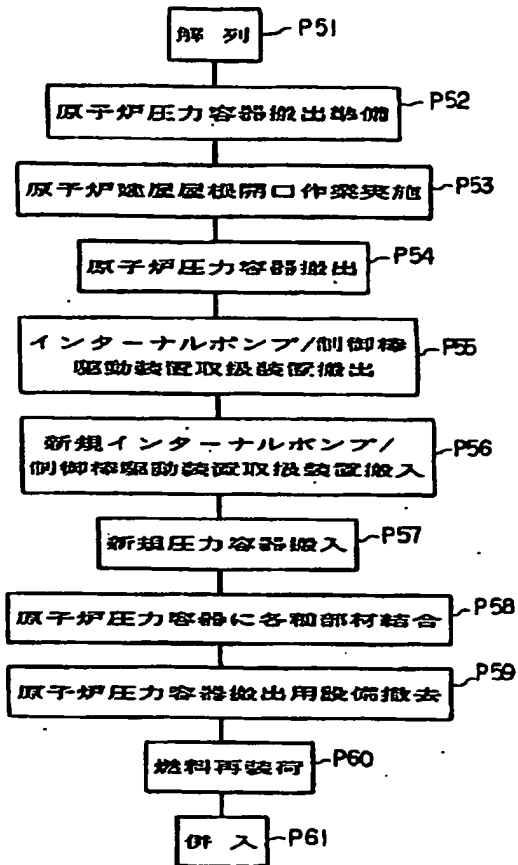 解列
P51
原子炉圧力容器搬出準備
P52
原子炉建屋屋根開口作業実施
P53
原子炉圧力容器搬出
P54
インターナルポンプ/制御棒
駆動装置取扱装置搬出
P55
新規インターナルポンプ/
制御棒駆動装置取扱装置搬入
P56
新規圧力容器搬入
P57
原子炉圧力容器に各種部材結合
P58
原子炉圧力容器搬出用設備撤去
P59
燃料再装荷
P60
併入
P61